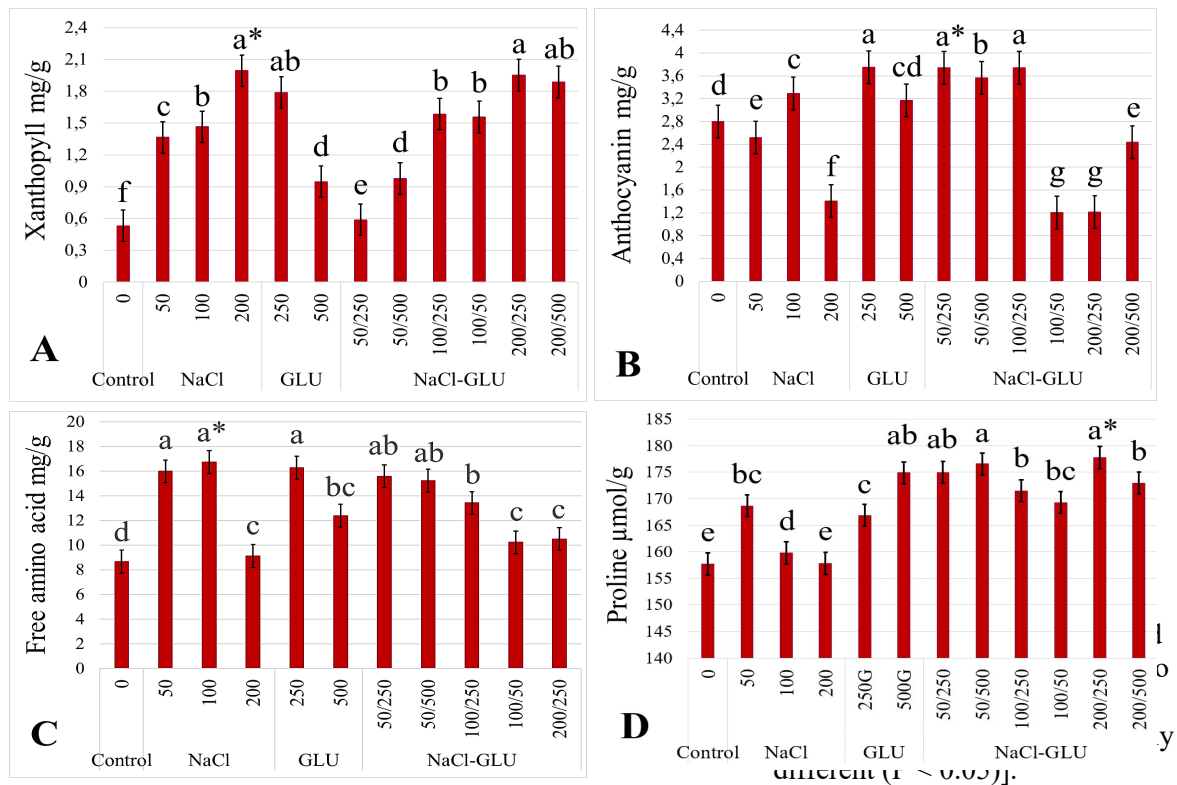 Xanthopyll mg/g
2,4
2,1
1,8
1,5
1,2
0,9
0,6
0,3
0
f c b a* ab d e d b b a ab
0 50 100 200 250 500 50/250 50/500 100/250 100/50 200/250 200/500
Control NaCl GLU NaCl-GLU
A
Anthocyanin mg/g
4,4
4
3,6
3,2
2,8
2,4
2
1,6
1,2
0,8
0,4
0
d e c f a cd a* b a g g e
0 50 100 200 250 500 50/250 50/500 100/250 100/50 200/250 200/500
Control NaCl GLU NaCl-GLU
B
Free amino acid mg/g
20
18
16
14
12
10
8
6
4
2
0
d a a* c a bc ab ab b c c
0 50 100 200 250 500 50/250 50/500 100/250 100/50 200/250
Control NaCl GLU NaCl-GLU
C
Proline µmol/g
185
180
175
170
165
160
155
150
145
140
e bc d e c ab ab a b bc a* b
0 50 100 200 250G 500G 50/250 50/500 100/250 100/50 200/250 200/500
Control NaCl GLU NaCl-GLU
D
d
o
y
different (P < 0.05)].